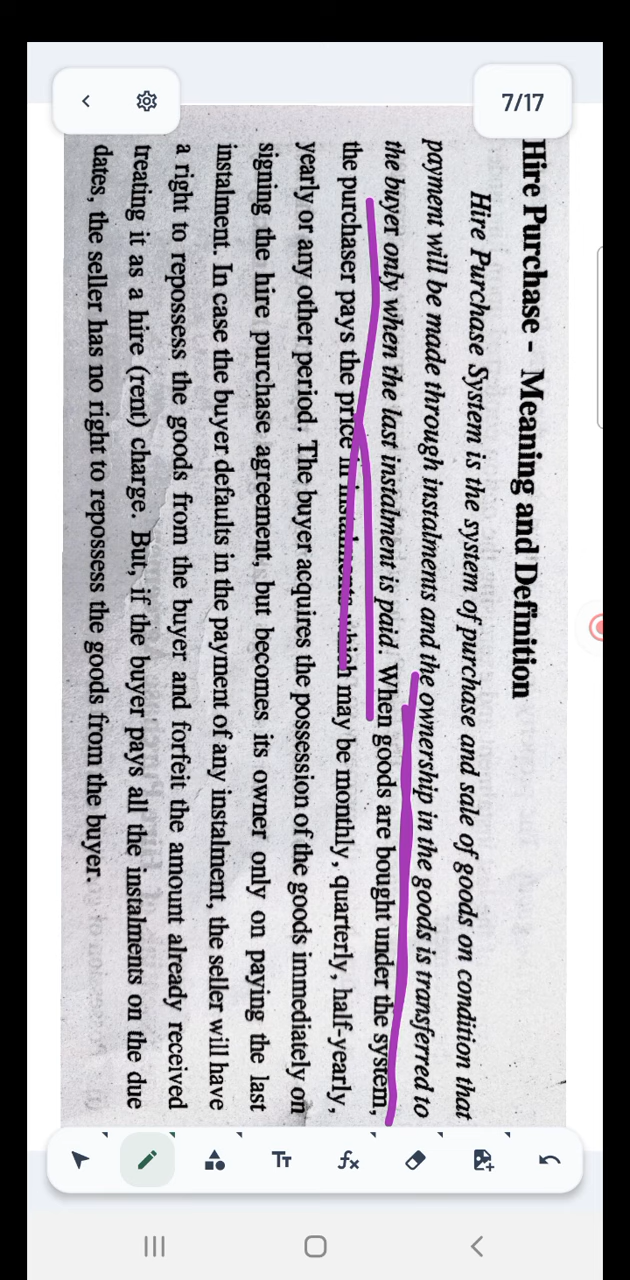 7/17
Hire Purchase - Meaning and Definition
Hire Purchase System is the system of purchase and sale of goods on condition that
payment will be made through instalments and the ownership in the goods is transferred to
the buyer only when the last instalment is paid. When goods are bought under the system,
the purchaser pays the price in instalments which may be monthly, quarterly, half-yearly,
yearly or any other period. The buyer acquires the possession of the goods immediately on
signing the hire purchase agreement, but becomes its owner only on paying the last
instalment. In case the buyer defaults in the payment of any instalment, the seller will have
a right to repossess the goods from the buyer and forfeit the amount already received
treating it as a hire (rent) charge. But, if the buyer pays all the instalments on the due
dates, the seller has no right to repossess the goods from the buyer.
Tт
fx